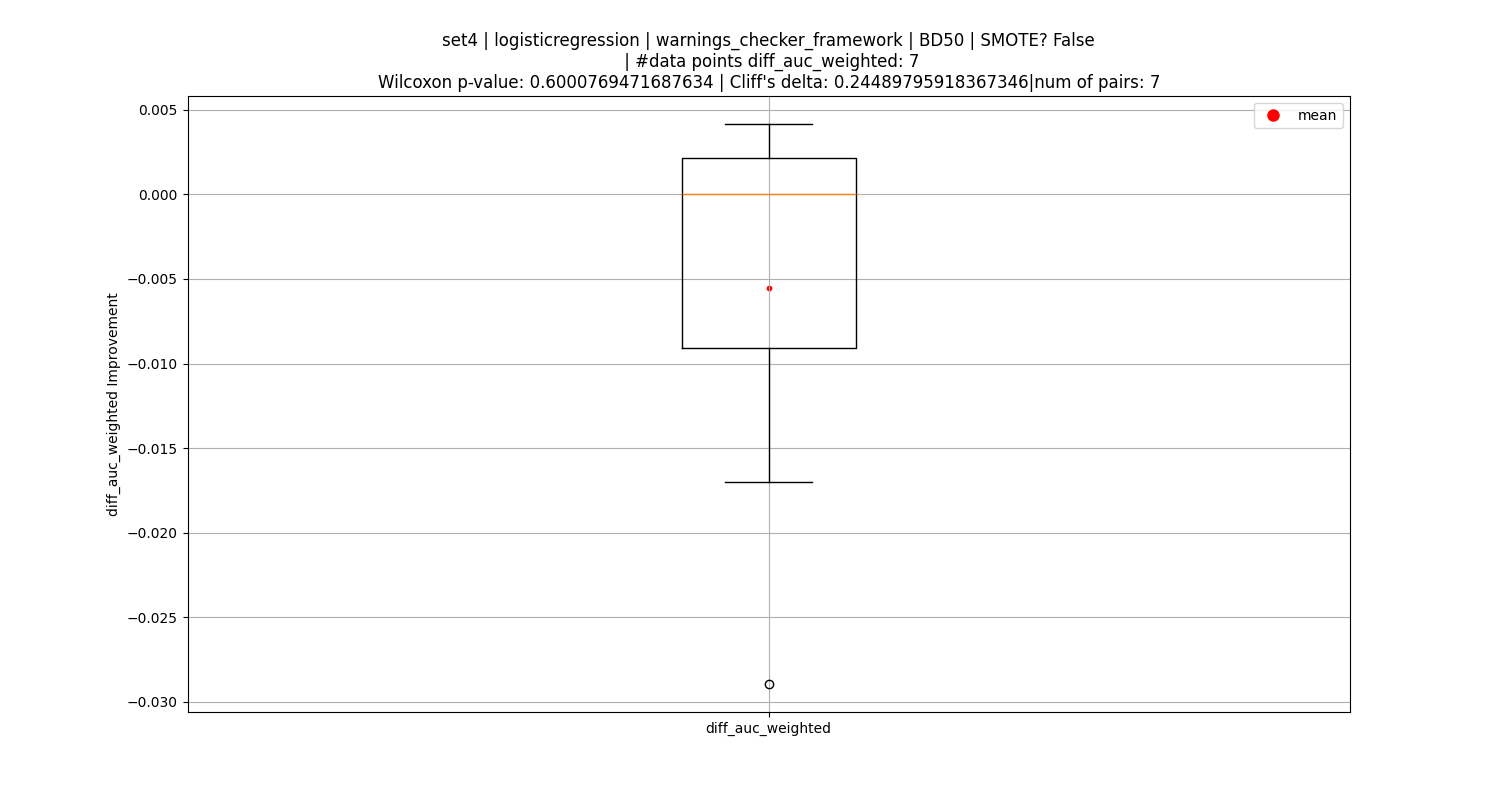 set4 | logisticregression | warnings_checker_framework | BD50 | SMOTE? False
| #data points diff_auc_weighted: 7
Wilcoxon p-value: 0.6000769471687634 | Cliff's delta: 0.24489795918367346|num of pairs: 7
mean
0.005
0.000
−0.005
−0.010
−0.015
−0.020
−0.025
−0.030
diff_auc_weighted Improvement
diff_auc_weighted